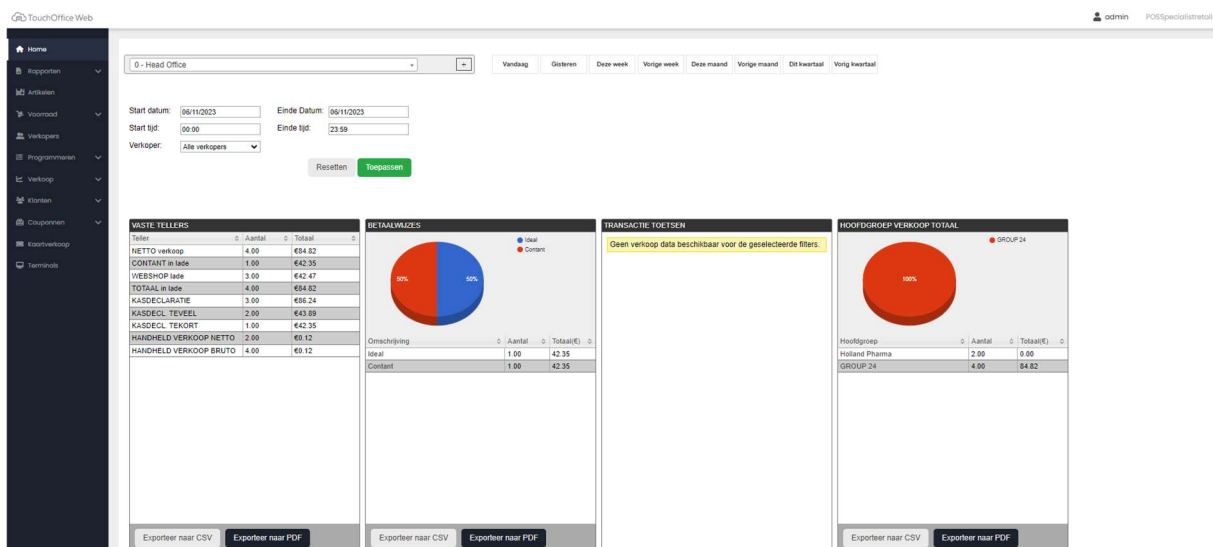 TouchOffice Web
admin POSSpecialistretail
Home
Rapporten
Artikelen
Voorraad
Verkopers
Programmeren
Verkoop
Klanten
Couponnen
Kaartverkoop
Terminals
0 - Head Office
+
Vandaag Gisteren Deze week Vorige week Deze maand Vorige maand Dit kwartaal Vorig kwartaal
Start datum: 06/11/2023 Einde Datum: 06/11/2023
Start tijd: 00:00 Einde tijd: 23:59
Verkoper: Alle verkopers
Resetten Toepassen
VASTE TELLERS
Teller Aantal Totaal
NETTO verkoop 4.00 €84.82
CONTANT in lade 1.00 €42.35
WEBSHOP lade 3.00 €42.47
TOTAAL in lade 4.00 €84.82
KASDECLARATIE 3.00 €86.24
KASDECL. TEVEEL 2.00 €43.89
KASDECL. TEKORT 1.00 €42.35
HANDHELD VERKOOP NETTO 2.00 €0.12
HANDHELD VERKOOP BRUTO 4.00 €0.12
Exporteer naar CSV Exporteer naar PDF
BETAALWIJZES
Ideal
Contant
50% 50%
Omschrijving Aantal Totaal(€)
Ideal 1.00 42.35
Contant 1.00 42.35
Exporteer naar CSV Exporteer naar PDF
TRANSACTIE TOETSEN
Geen verkoop data beschikbaar voor de geselecteerde filters.
HOOFDGROEP VERKOOP TOTAAL
GROUP 24
100%
Hoofdgroep Aantal Totaal(€)
Holland Pharma 2.00 0.00
GROUP 24 4.00 84.82
Exporteer naar CSV Exporteer naar PDF